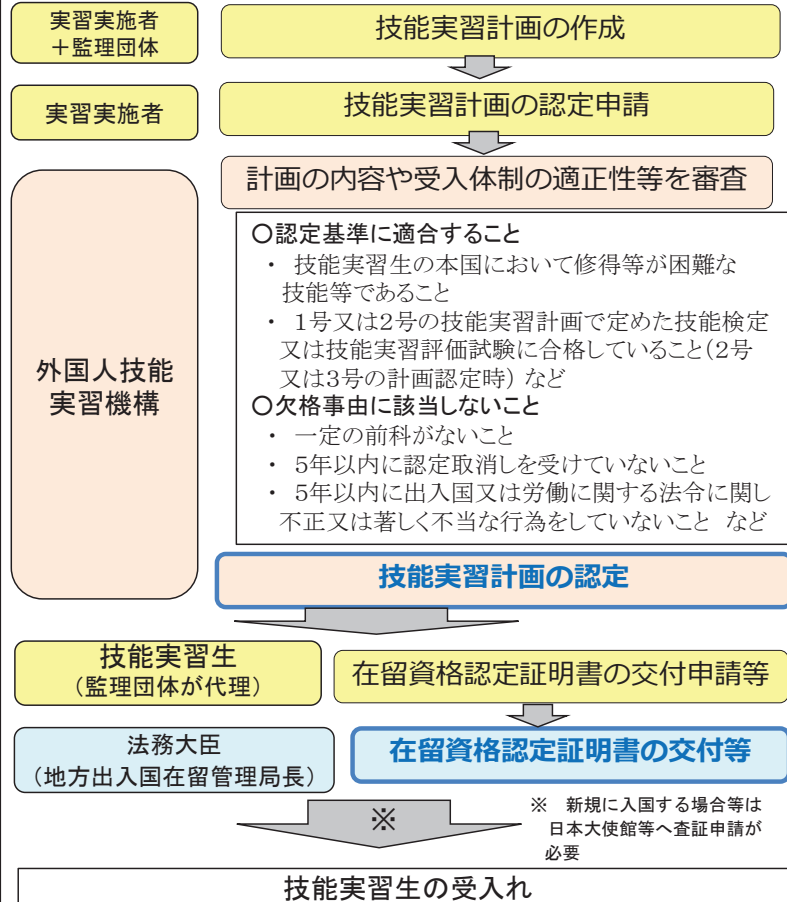 実習実施者
＋監理団体
技能実習計画の作成
実習実施者
技能実習計画の認定申請
計画の内容や受入体制の適正性等を審査
外国人技能
実習機構
○認定基準に適合すること
・ 技能実習生の本国において修得等が困難な
技能等であること
・ 1号又は2号の技能実習計画で定めた技能検定
又は技能実習評価試験に合格していること(2号
又は3号の計画認定時) など
○欠格事由に該当しないこと
・ 一定の前科がないこと
・ 5年以内に認定取消しを受けていないこと
・ 5年以内に出入国又は労働に関する法令に関し
不正又は著しく不当な行為をしていないこと など
技能実習計画の認定
技能実習生
（監理団体が代理）
在留資格認定証明書の交付申請等
法務大臣
（地方出入国在留管理局長）
在留資格認定証明書の交付等
※
※ 新規に入国する場合等は
日本大使館等へ査証申請が
必要
技能実習生の受入れ